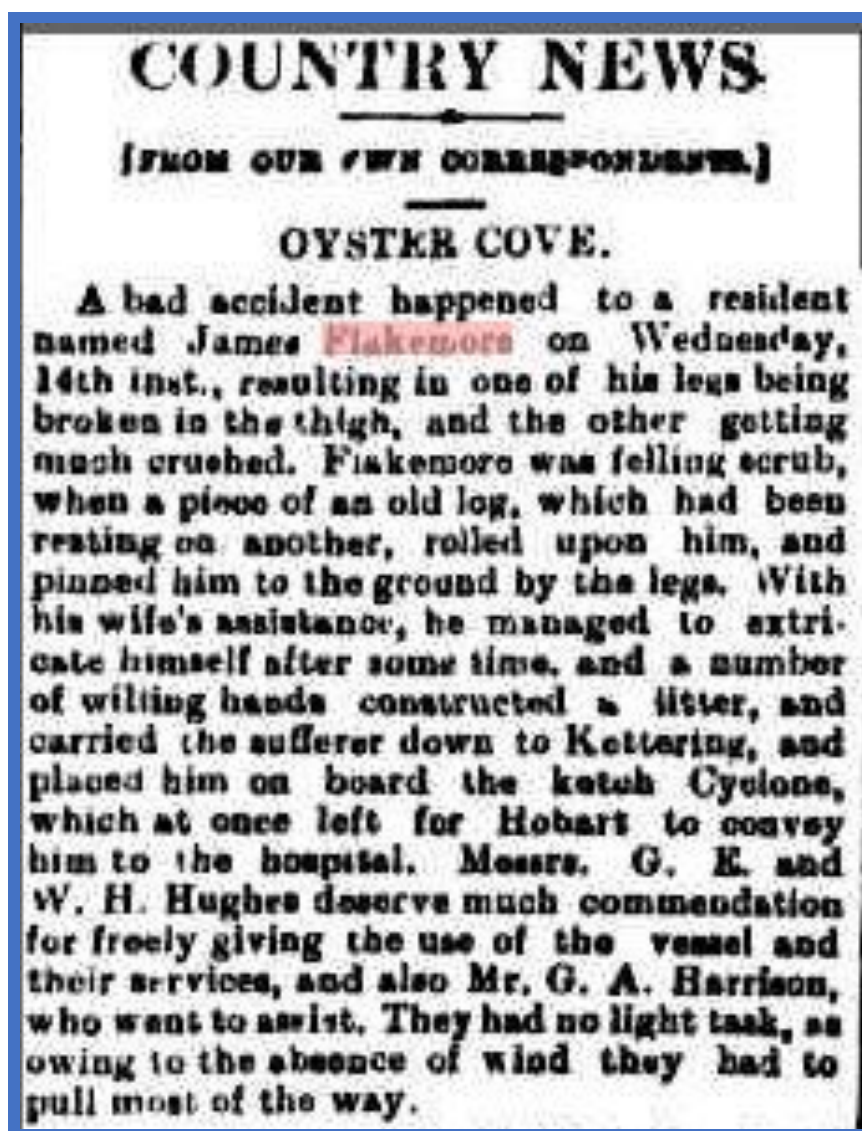 COUNTRY NEWS.
[FROM OUR OWN CORRESPONDENTS.]
OYSTER COVE.
A bad accident happened to a resident
named James Flakemore on Wednesday,
14th inst., resulting in one of his legs being
broken in the thigh, and the other getting
much crushed. Flakemore was felling scrub,
when a piece of an old log, which had been
resting on another, rolled upon him, and
pinned him to the ground by the legs. With
his wife's assistance, he managed to extri-
cate himself after some time, and a number
of willing hands constructed a litter, and
carried the sufferer down to Kettering, and
placed him on board the ketch Cyclone,
which at once left for Hobart to convey
him to the hospital. Messrs. G. E. and
W. H. Hughes deserve much commendation
for freely giving the use of the vessel and
their services, and also Mr. G. A. Harrison,
who went to assist. They had no light task, as
owing to the absence of wind they had to
pull most of the way.